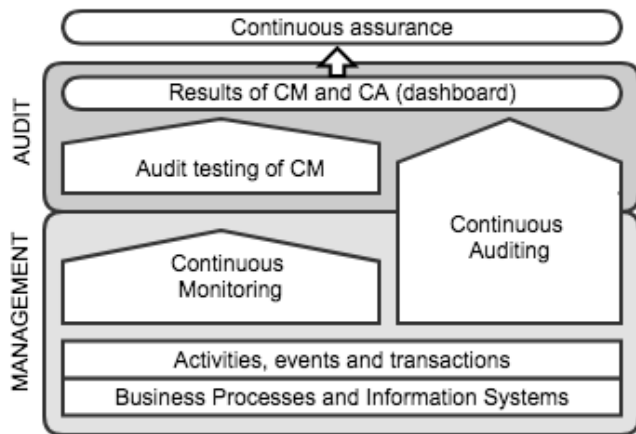 Continuous assurance
Results of CM and CA (dashboard)
AUDIT
Audit testing of CM
Continuous
Auditing
MANAGEMENT
Continuous
Monitoring
Activities, events and transactions
Business Processes and Information Systems